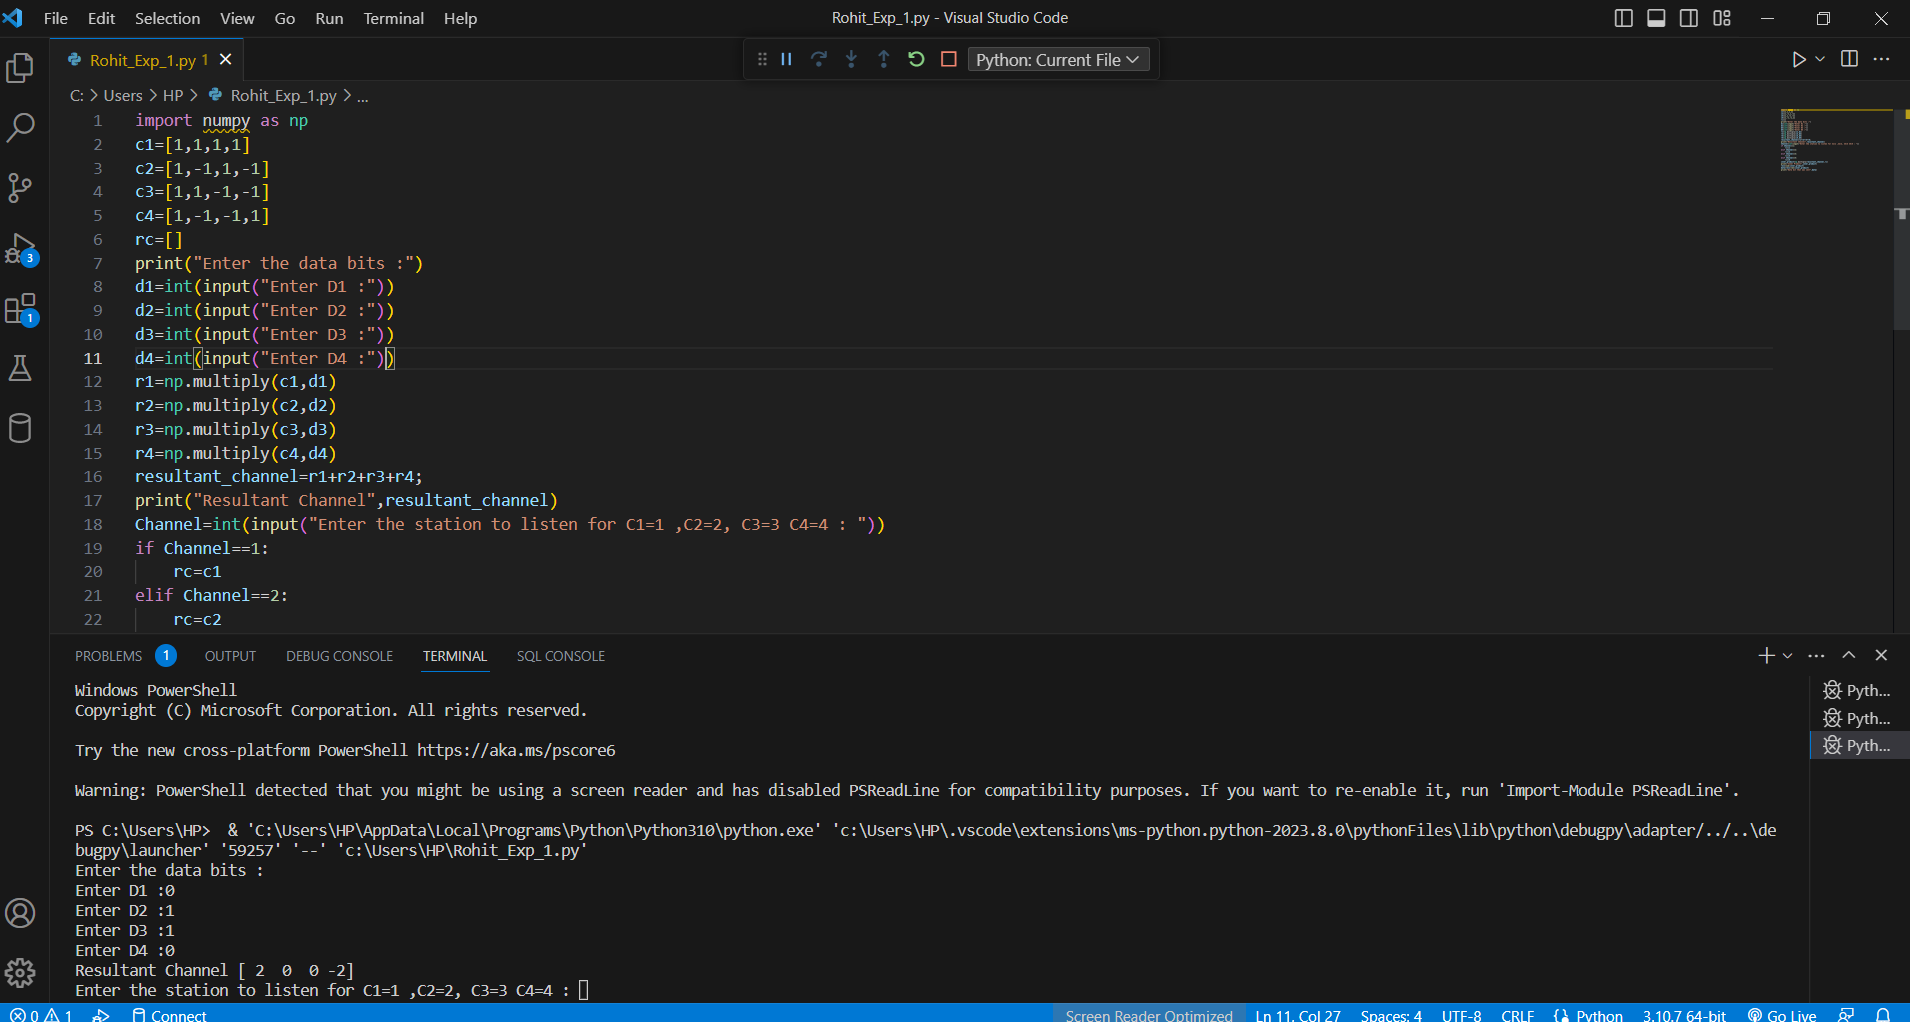 File Edit Selection View Go Run Terminal Help
Rohit_Exp_1.py - Visual Studio Code
Rohit_Exp_1.py 1
Python: Current File
C: > Users > HP > Rohit_Exp_1.py > ...
1 import numpy as np
2 c1=[1,1,1,1]
3 c2=[1,-1,1,-1]
4 c3=[1,1,-1,-1]
5 c4=[1,-1,-1,1]
6 rc=[]
7 print("Enter the data bits :")
8 d1=int(input("Enter D1 :"))
9 d2=int(input("Enter D2 :"))
10 d3=int(input("Enter D3 :"))
11 d4=int(input("Enter D4 :"))
12 r1=np.multiply(c1,d1)
13 r2=np.multiply(c2,d2)
14 r3=np.multiply(c3,d3)
15 r4=np.multiply(c4,d4)
16 resultant_channel=r1+r2+r3+r4;
17 print("Resultant Channel",resultant_channel)
18 Channel=int(input("Enter the station to listen for C1=1 ,C2=2, C3=3 C4=4 : "))
19 if Channel==1:
20     rc=c1
21 elif Channel==2:
22     rc=c2
3
1
PROBLEMS 1 OUTPUT DEBUG CONSOLE TERMINAL SQL CONSOLE
Windows PowerShell
Copyright (C) Microsoft Corporation. All rights reserved.
Try the new cross-platform PowerShell https://aka.ms/pscore6
Warning: PowerShell detected that you might be using a screen reader and has disabled PSReadLine for compatibility purposes. If you want to re-enable it, run 'Import-Module PSReadLine'.
PS C:\Users\HP>  & 'C:\Users\HP\AppData\Local\Programs\Python\Python310\python.exe' 'c:\Users\HP\.vscode\extensions\ms-python.python-2023.8.0\pythonFiles\lib\python\debugpy\adapter/../..\de
bugpy\launcher' '59257' '--' 'c:\Users\HP\Rohit_Exp_1.py'
Enter the data bits :
Enter D1 :0
Enter D2 :1
Enter D3 :1
Enter D4 :0
Resultant Channel [ 2  0  0 -2]
Enter the station to listen for C1=1 ,C2=2, C3=3 C4=4 :
Pyth...
Pyth...
Pyth...
0 1 Connect
Screen Reader Optimized Ln 11, Col 27 Spaces: 4 UTF-8 CRLF { } Python 3.10.7 64-bit Go Live